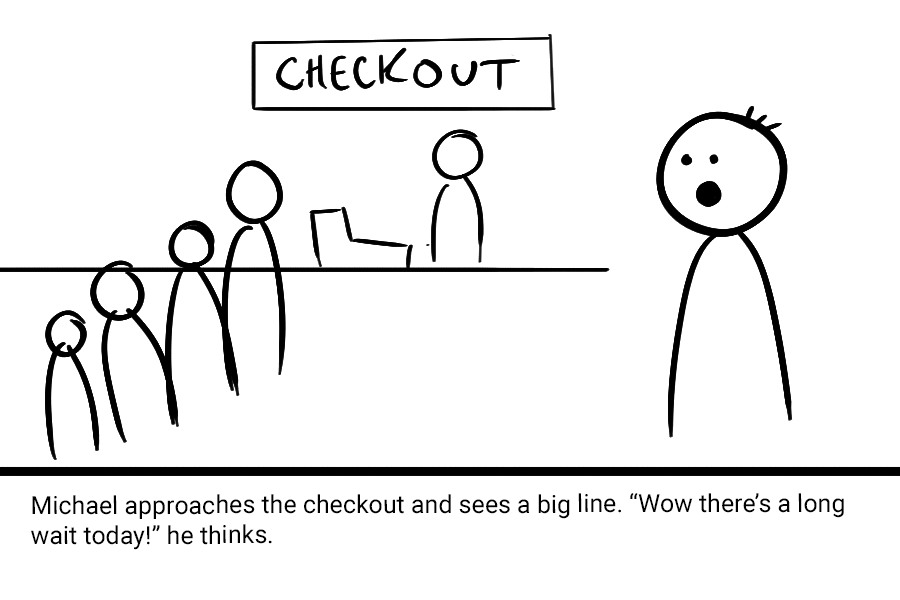 CHECKOUT
Michael approaches the checkout and sees a big line. “Wow there’s a long
wait today!” he thinks.